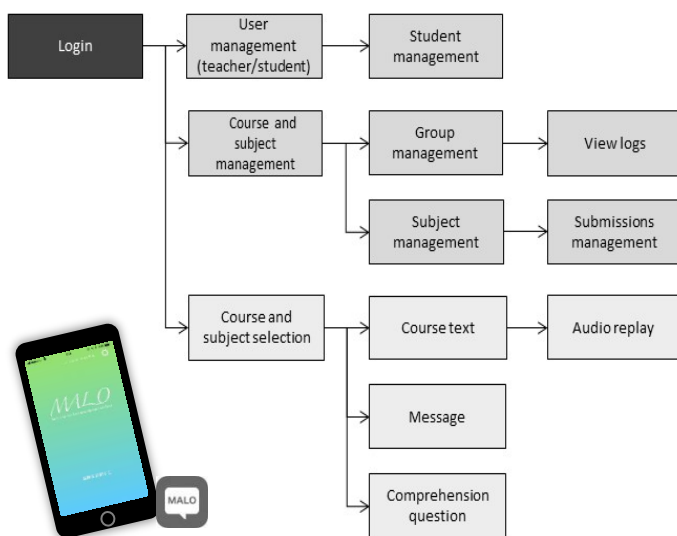 Login
User
management
(teacher/student)
Student
management
Course and
subject
management
Group
management
View logs
Subject
management
Submissions
management
Course and
subject selection
Course text
Audio replay
Message
Comprehension
question
MALO
MALO